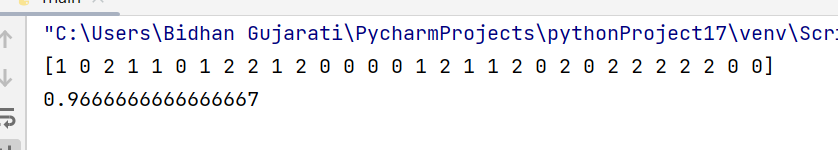 main
"C:\Users\Bidhan Gujarati\PycharmProjects\pythonProject17\venv\Scri
[1 0 2 1 1 0 1 2 2 1 2 0 0 0 0 1 2 1 1 2 0 2 0 2 2 2 2 2 0 0]
0.9666666666666667